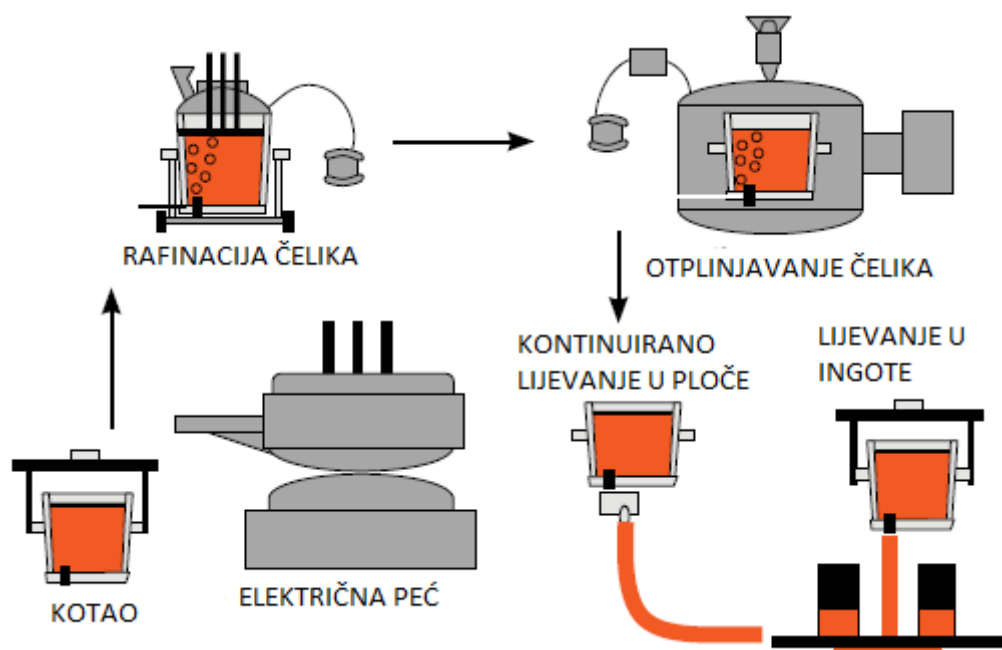 RAFINACIJA ČELIKA
OTPLINJAVANJE ČELIKA
KONTINUIRANO
LIJEVANJE U PLOČE
LIJEVANJE U
INGOTE
KOTAO
ELEKTRIČNA PEĆ